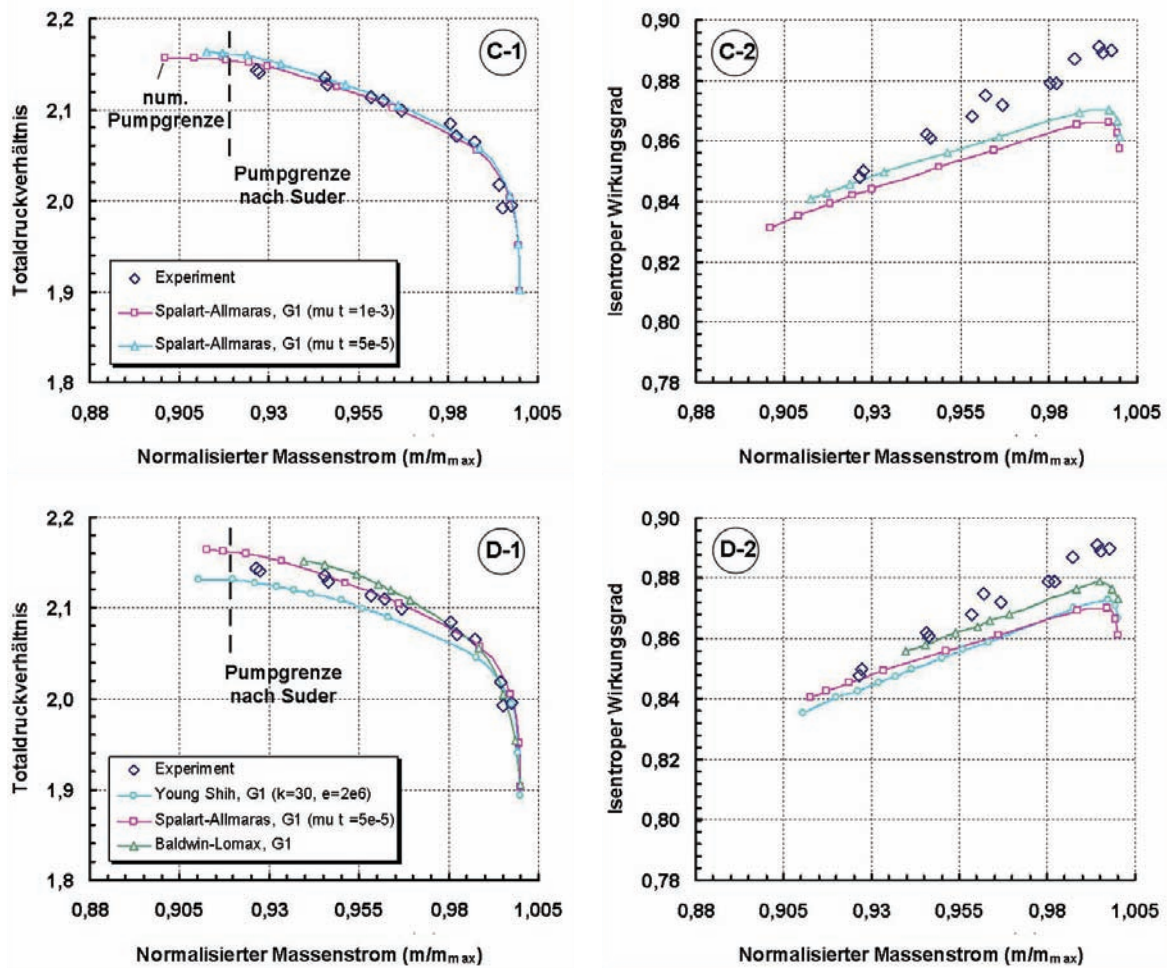 2,2
2,1
2,0
1,9
1,8
Totaldruckverhältnis
C-1
num.
Pumpgrenze
Pumpgrenze
nach Suder
Experiment
Spalart-Allmaras, G1 (mu t =1e-3)
Spalart-Allmaras, G1 (mu t =5e-5)
0,88 0,905 0,93 0,955 0,98 1,005
Normalisierter Massenstrom (m/mmax)
0,90
0,88
0,86
0,84
0,82
0,80
0,78
Isentroper Wirkungsgrad
C-2
0,88 0,905 0,93 0,955 0,98 1,005
Normalisierter Massenstrom (m/mmax)
2,2
2,1
2,0
1,9
1,8
Totaldruckverhältnis
D-1
Pumpgrenze
nach Suder
Experiment
Young Shih, G1 (k=30, e=2e6)
Spalart-Allmaras, G1 (mu t =5e-5)
Baldwin-Lomax, G1
0,88 0,905 0,93 0,955 0,98 1,005
Normalisierter Massenstrom (m/mmax)
0,90
0,88
0,86
0,84
0,82
0,80
0,78
Isentroper Wirkungsgrad
D-2
0,88 0,905 0,93 0,955 0,98 1,005
Normalisierter Massenstrom (m/mmax)